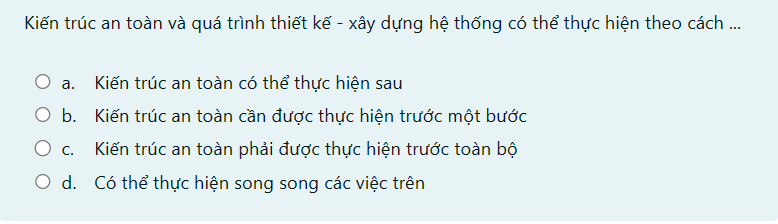 Kiến trúc an toàn và quá trình thiết kế - xây dựng hệ thống có thể thực hiện theo cách ...
a. Kiến trúc an toàn có thể thực hiện sau
b. Kiến trúc an toàn cần được thực hiện trước một bước
c. Kiến trúc an toàn phải được thực hiện trước toàn bộ
d. Có thể thực hiện song song các việc trên